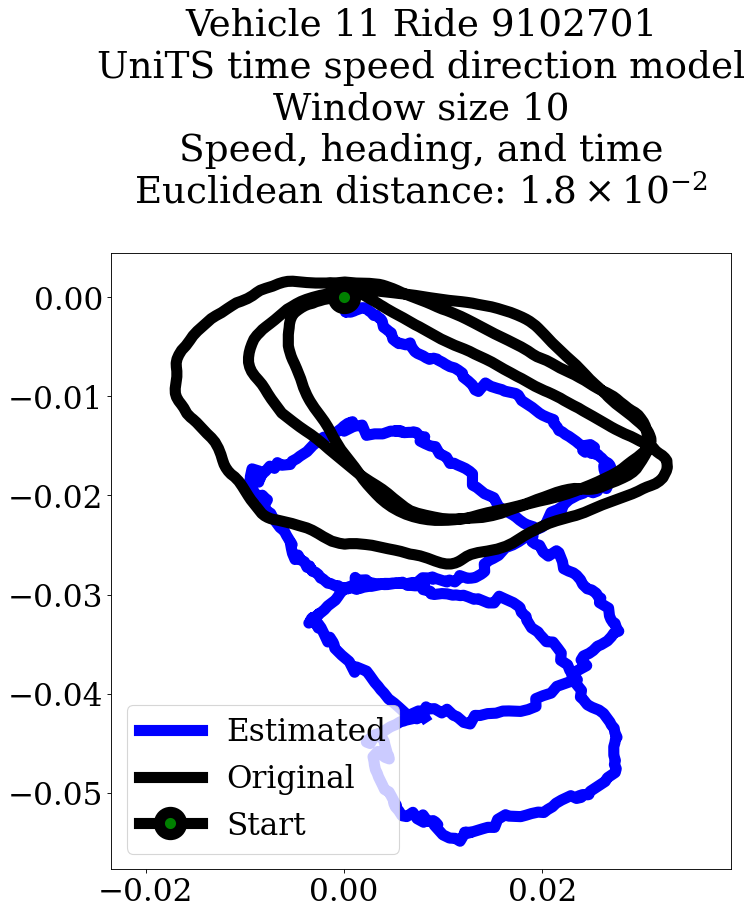 Vehicle 11 Ride 9102701
UniTS time speed direction model
Window size 10
Speed, heading, and time
Euclidean distance: 1.8 × 10⁻²
0.00
−0.01
−0.02
−0.03
−0.04
−0.05
Estimated
Original
Start
−0.02 0.00 0.02